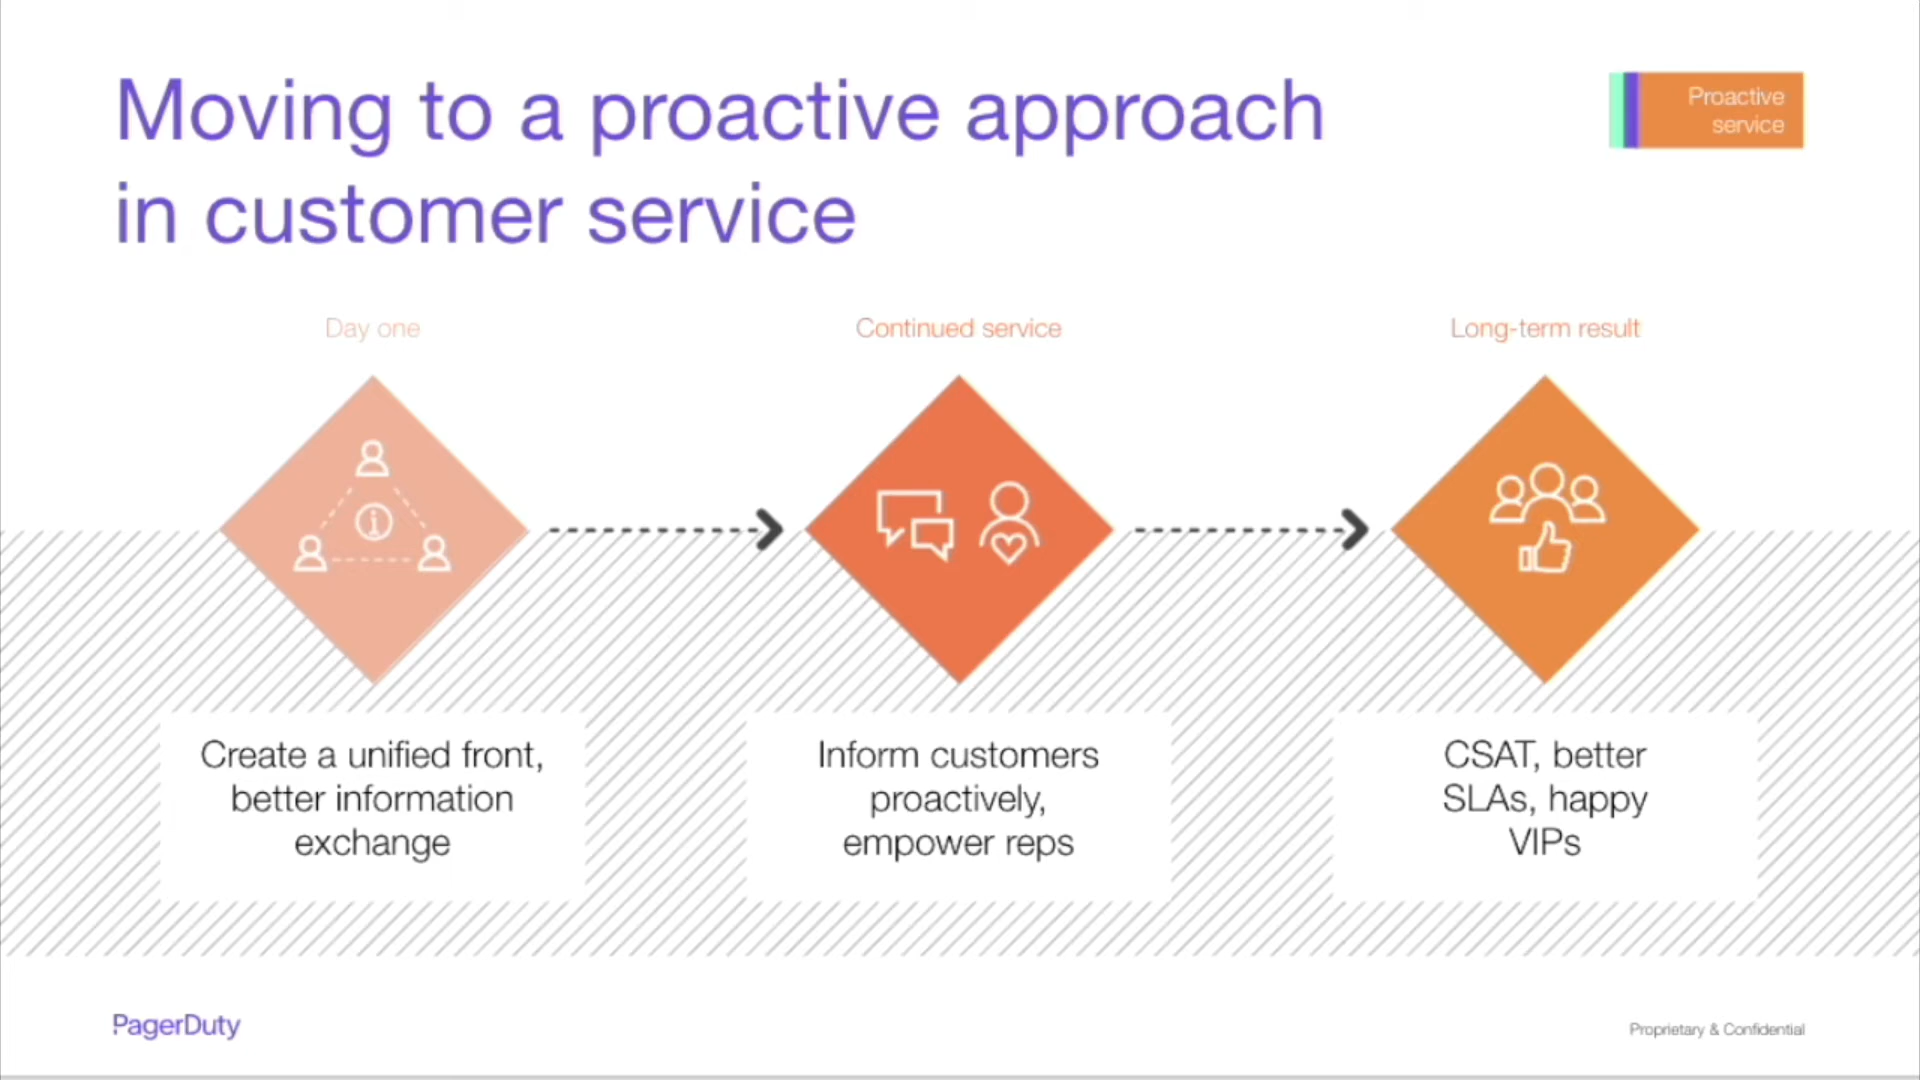 Moving to a proactive approach
in customer service
Proactive
service
Day one
Continued service
Long-term result
Create a unified front,
better information
exchange
Inform customers
proactively,
empower reps
CSAT, better
SLAs, happy
VIPs
PagerDuty
Proprietary & Confidential